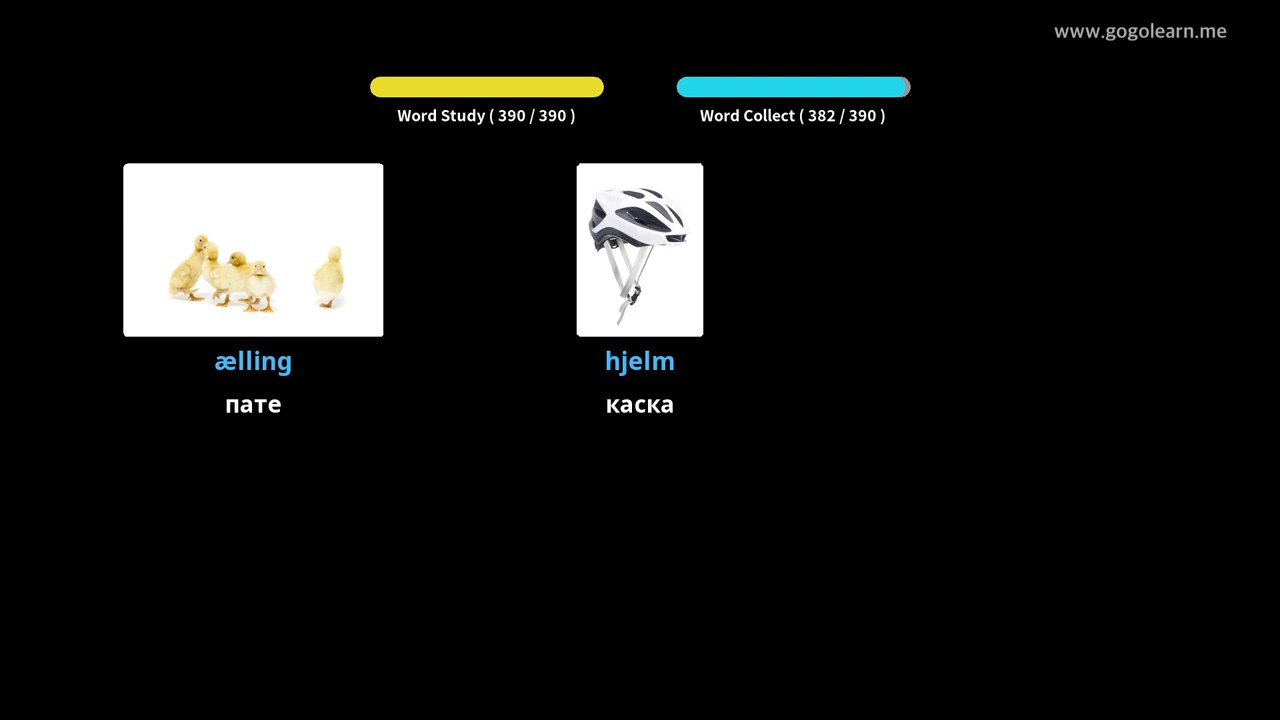 www.gogolearn.me
Word Study ( 390 / 390 )
Word Collect ( 382 / 390 )
ælling
hjelm
пате
каска